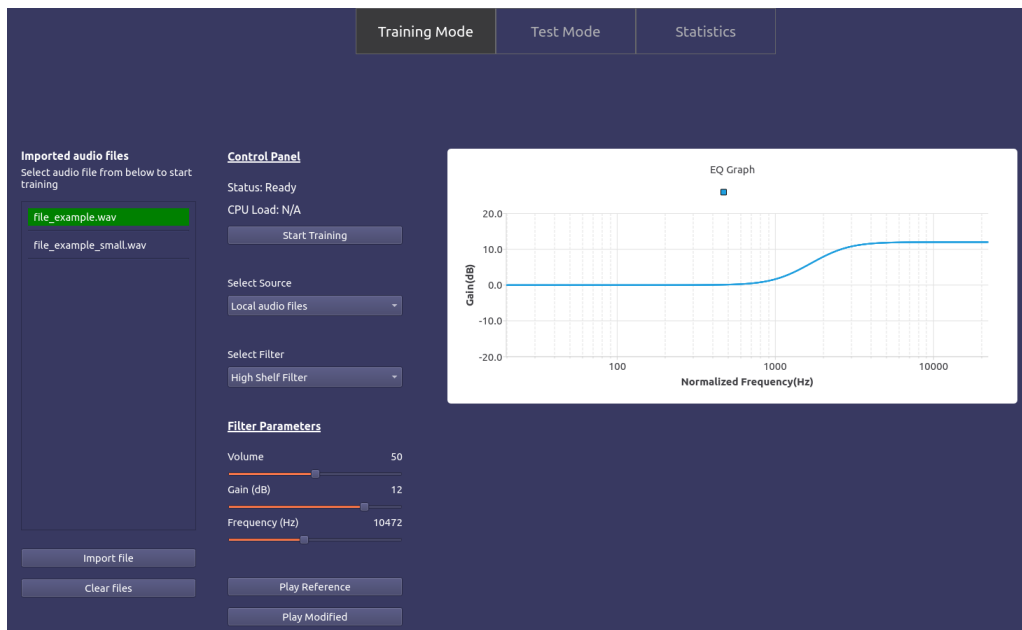 Training Mode
Test Mode
Statistics
Imported audio files
Select audio file from below to start
training
file_example.wav
file_example_small.wav
Import file
Clear files
Control Panel
Status: Ready
CPU Load: N/A
Start Training
Select Source
Local audio files
Select Filter
High Shelf Filter
Filter Parameters
Volume 50
Gain (dB) 12
Frequency (Hz) 10472
Play Reference
Play Modified
EQ Graph
20.0
10.0
0.0
-10.0
-20.0
Gain(dB)
100 1000 10000
Normalized Frequency(Hz)